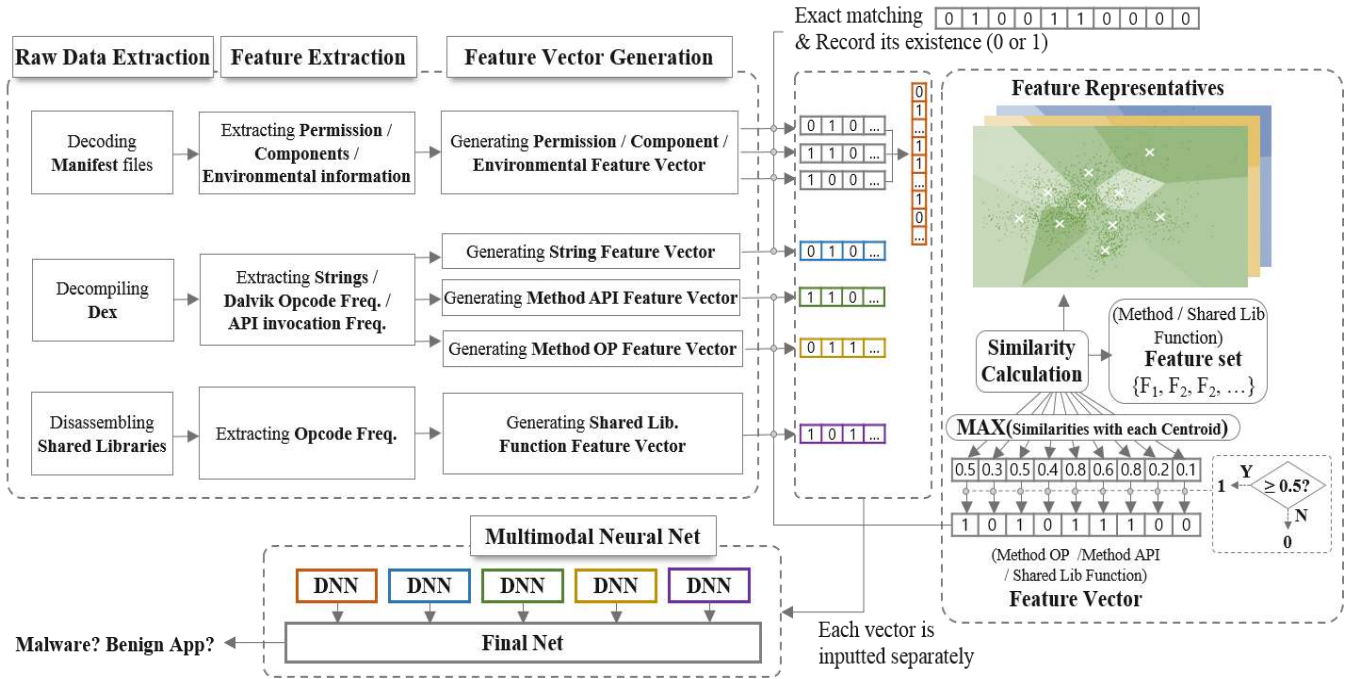 Exact matching 0 1 0 0 1 1 0 0 0 0
& Record its existence (0 or 1)
Raw Data Extraction
Feature Extraction
Feature Vector Generation
Decoding
Manifest files
Extracting Permission /
Components /
Environmental information
Generating Permission / Component /
Environmental Feature Vector
0 1 0 ...
1 1 0 ...
1 0 0 ...
0
1
...
1
1
1
...
1
0
...
Decompiling
Dex
Extracting Strings /
Dalvik Opcode Freq. /
API invocation Freq.
Generating String Feature Vector
0 1 0 ...
Generating Method API Feature Vector
1 1 0 ...
Generating Method OP Feature Vector
0 1 1 ...
Disassembling
Shared Libraries
Extracting Opcode Freq.
Generating Shared Lib.
Function Feature Vector
1 0 1 ...
Feature Representatives
Similarity
Calculation
(Method / Shared Lib
Function)
Feature set
{F1, F2, F2, ...}
MAX(Similarities with each Centroid)
0.5 0.3 0.5 0.4 0.8 0.6 0.8 0.2 0.1
1 Y ≥ 0.5?
N
0
1 0 1 0 1 1 1 0 0
(Method OP /Method API
/ Shared Lib Function)
Feature Vector
Multimodal Neural Net
DNN DNN DNN DNN DNN
Final Net
Malware? Benign App?
Each vector is
inputted separately